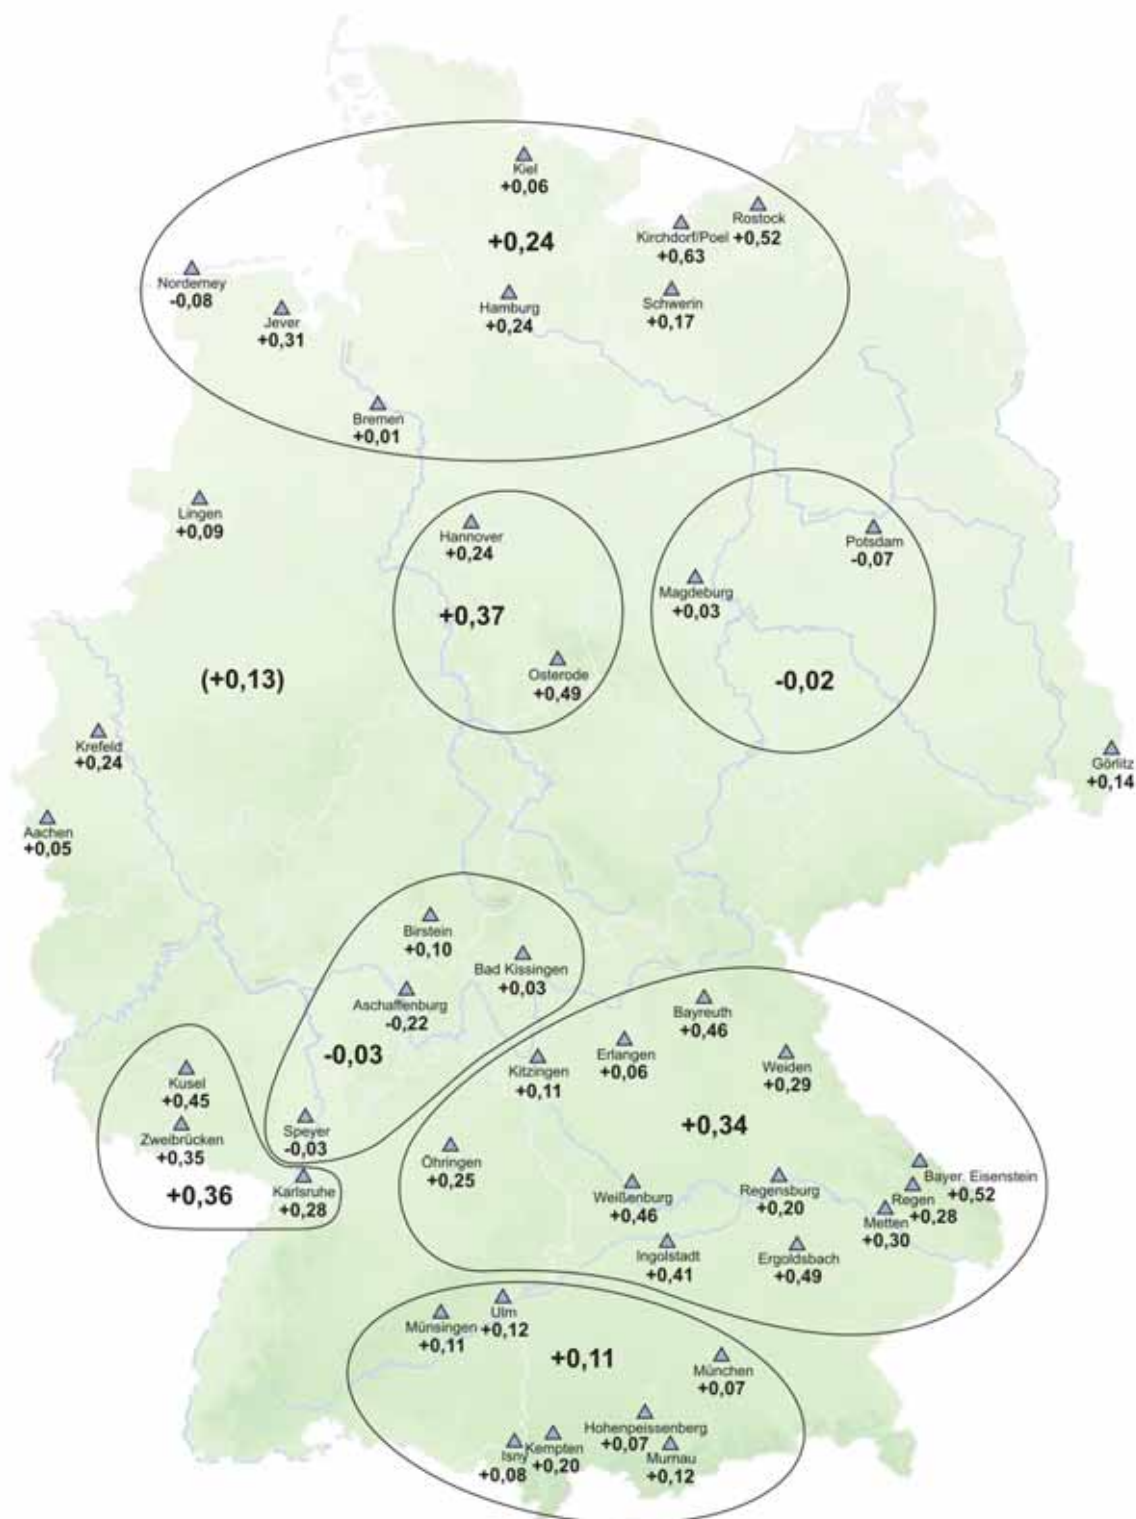 Kiel
+0,06
Rostock
+0,52
Kirchdorf/Poel
+0,63
+0,24
Norderney
-0,08
Jever
+0,31
Hamburg
+0,24
Schwerin
+0,17
Bremen
+0,01
Lingen
+0,09
Hannover
+0,24
Potsdam
-0,07
Magdeburg
+0,03
+0,37
Osterode
+0,49
(+0,13)
-0,02
Krefeld
+0,24
Görlitz
+0,14
Aachen
+0,05
Birstein
+0,10
Bad Kissingen
+0,03
Aschaffenburg
-0,22
-0,03
Speyer
-0,03
Kusel
+0,45
Zweibrücken
+0,35
+0,36
Karlsruhe
+0,28
Bayreuth
+0,46
Erlangen
+0,06
Kitzingen
+0,11
Weiden
+0,29
+0,34
Öhringen
+0,25
Weißenburg
+0,46
Regensburg
+0,20
Bayer. Eisenstein
+0,52
Regen
+0,28
Metten
+0,30
Ingolstadt
+0,41
Ergoldsbach
+0,49
Ulm
+0,12
Münsingen
+0,11
+0,11
München
+0,07
Hohenpeissenberg
+0,07
Murnau
+0,12
Kempten
+0,20
Isny
+0,08